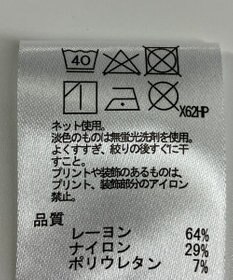 40
X62HP
ネット使用。
淡色のものは無蛍光洗剤を使用。
よくすすぎ、絞りの後すぐに干
すこと。
プリントや装飾のあるものは、
プリント、装飾部分のアイロン
禁止。
品質
レーヨン 64%
ナイロン 29%
ポリウレタン 7%